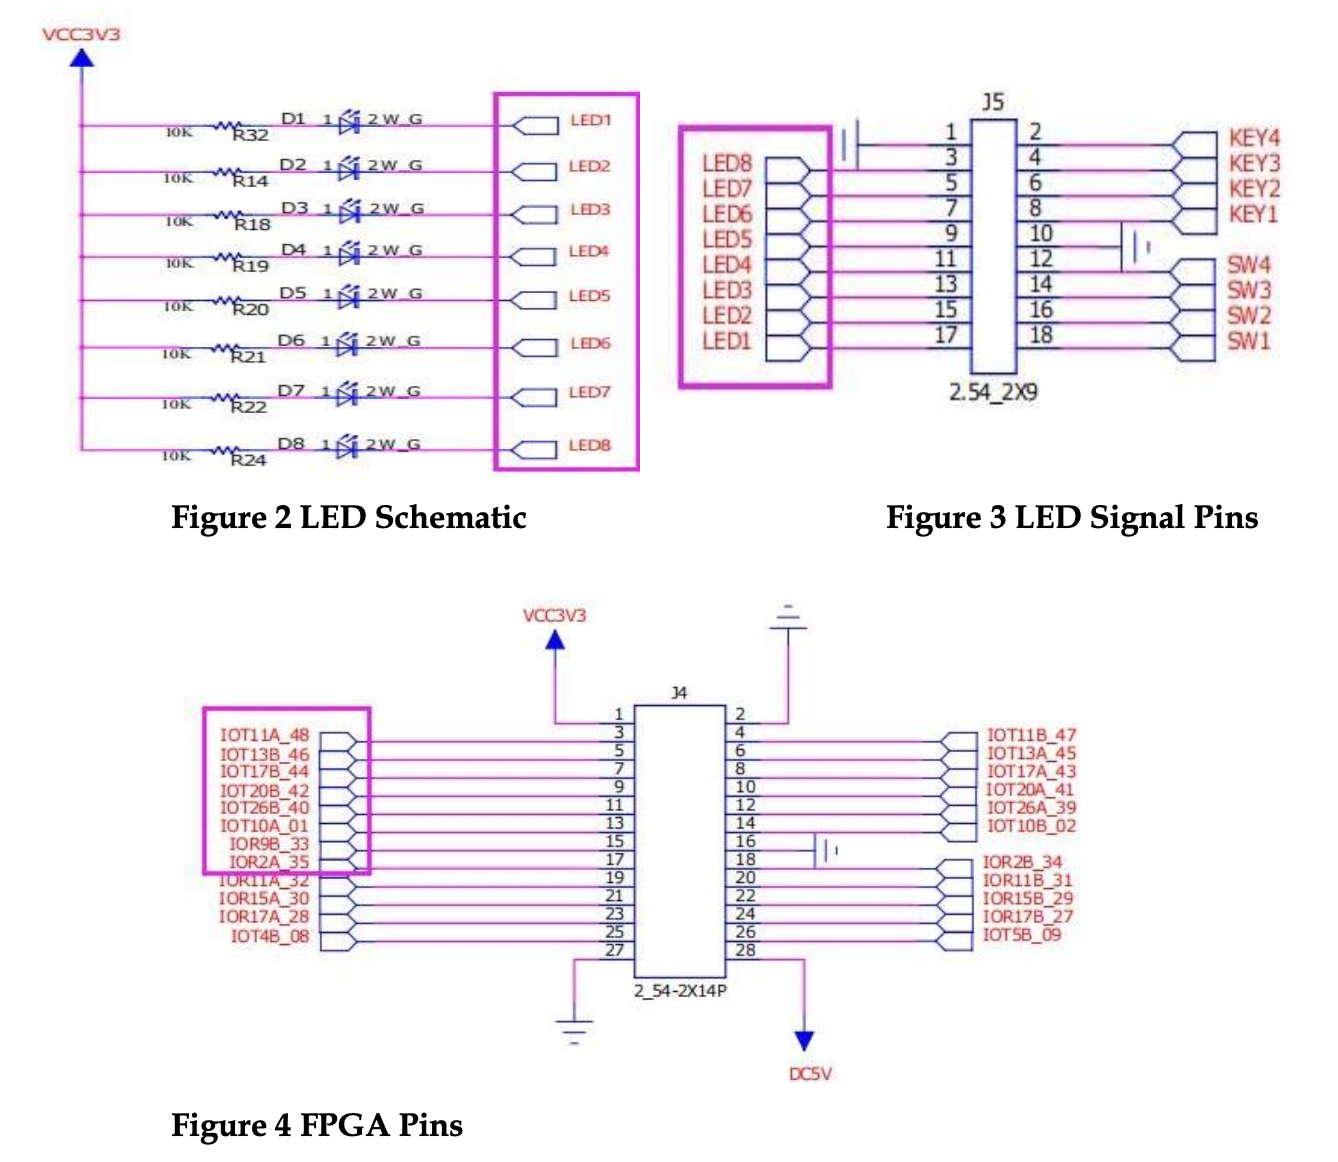 VCC3V3
10K R32 D1 1 2 W_G LED1
10K R14 D2 1 2 W_G LED2
10K R18 D3 1 2 W_G LED3
10K R19 D4 1 2 W_G LED4
10K R20 D5 1 2 W_G LED5
10K R21 D6 1 2 W_G LED6
10K R22 D7 1 2 W_G LED7
10K R24 D8 1 2 W_G LED8
Figure 2 LED Schematic
J5
1 2 KEY4
LED8 3 4 KEY3
LED7 5 6 KEY2
LED6 7 8 KEY1
LED5 9 10
LED4 11 12 SW4
LED3 13 14 SW3
LED2 15 16 SW2
LED1 17 18 SW1
2.54_2X9
Figure 3 LED Signal Pins
VCC3V3
J4
1 2
IOT11A_48 3 4 IOT11B_47
IOT13B_46 5 6 IOT13A_45
IOT17B_44 7 8 IOT17A_43
IOT20B_42 9 10 IOT20A_41
IOT26B_40 11 12 IOT26A_39
IOT10A_01 13 14 IOT10B_02
IOR9B_33 15 16
IOR2A_35 17 18 IOR2B_34
IOR11A_32 19 20 IOR11B_31
IOR15A_30 21 22 IOR15B_29
IOR17A_28 23 24 IOR17B_27
IOT4B_08 25 26 IOT5B_09
27 28
2_54-2X14P
DC5V
Figure 4 FPGA Pins